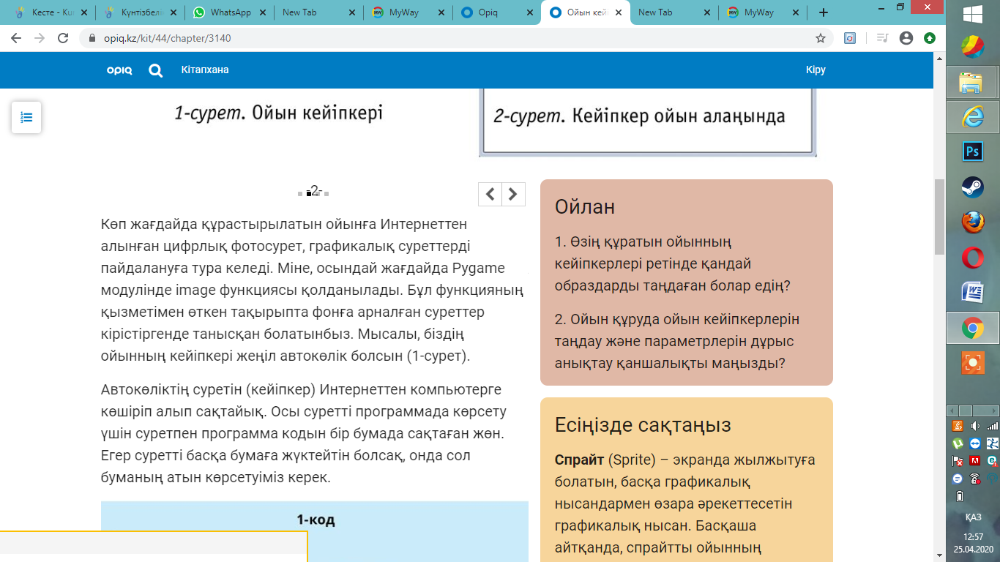 Кесте - Kun
Күнтізбелі
WhatsApp
New Tab
MyWay
Opiq
Ойын кей
New Tab
MyWay
opiq.kz/kit/44/chapter/3140
opiq
Кітапхана
Кіру
1-сурет. Ойын кейіпкері
2-сурет. Кейіпкер ойын алаңында
-2-
Көп жағдайда құрастырылатын ойынға Интернеттен
алынған цифрлық фотосурет, графикалық суреттерді
пайдалануға тура келеді. Міне, осындай жағдайда Pygame
модулінде image функциясы қолданылады. Бұл функцияның
қызметімен өткен тақырыпта фонға арналған суреттер
кірістіргенде танысқан болатынбыз. Мысалы, біздің
ойынның кейіпкері жеңіл автокөлік болсын (1-сурет).
Автокөліктің суретін (кейіпкер) Интернеттен компьютерге
көшіріп алып сақтайық. Осы суретті программада көрсету
үшін суретпен программа кодын бір бумада сақтаған жөн.
Егер суретті басқа бумаға жүктейтін болсақ, онда сол
буманың атын көрсетуіміз керек.
1-код
Ойлан
1. Өзің құратын ойынның
кейіпкерлері ретінде қандай
образдарды таңдаған болар едің?
2. Ойын құруда ойын кейіпкерлерін
таңдау және параметрлерін дұрыс
анықтау қаншалықты маңызды?
Есіңізде сақтаңыз
Спрайт (Sprite) – экранда жылжытуға
болатын, басқа графикалық
нысандармен өзара әрекеттесетін
графикалық нысан. Басқаша
айтқанда, спрайтты ойынның
Ps
ҚАЗ
12:57
25.04.2020